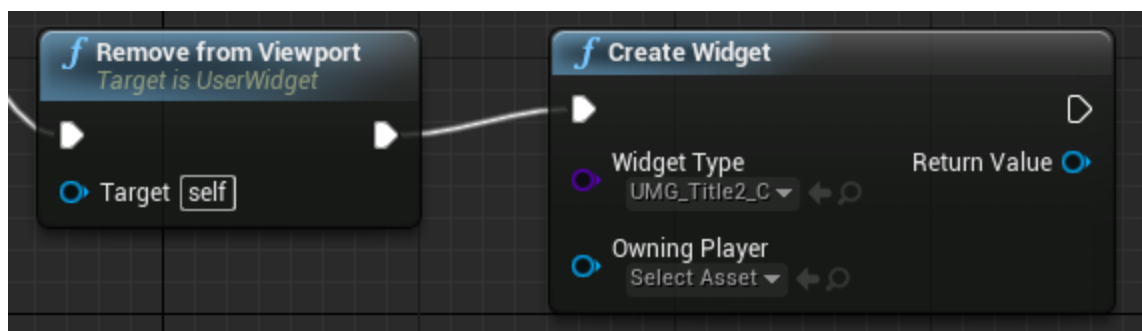 f Remove from Viewport
Target is UserWidget
Target self
f Create Widget
Widget Type
UMG_Title2_C
Return Value
Owning Player
Select Asset